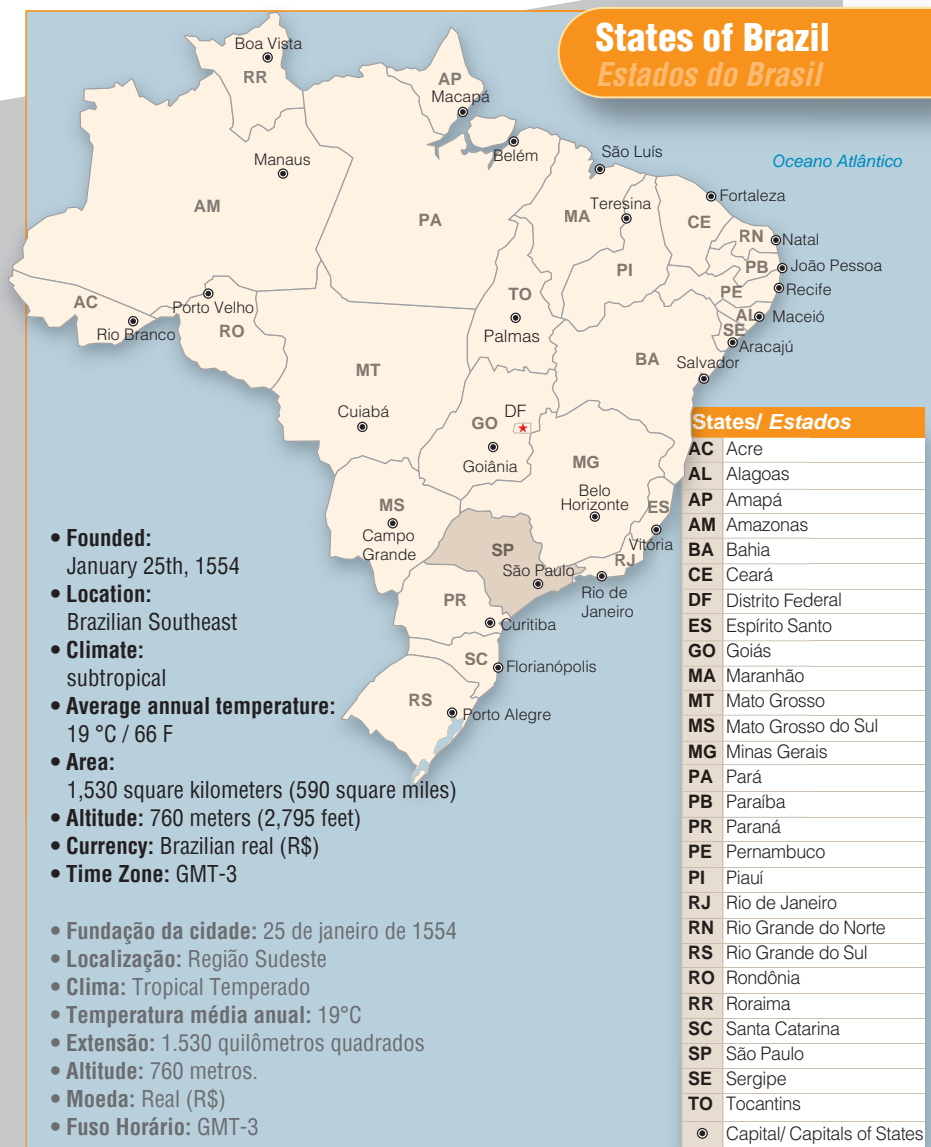 States of Brazil
Estados do Brasil
Boa Vista
RR
AP
Macapá
Belém
São Luís
Oceano Atlântico
Manaus
AM
PA
MA
Teresina
Fortaleza
CE
RN
Natal
PB
João Pessoa
PI
PE
Recife
AC
Rio Branco
Porto Velho
RO
TO
Palmas
AL
Maceió
SE
Aracajú
BA
Salvador
MT
Cuiabá
GO
DF
Goiânia
MG
Belo
Horizonte
ES
Vitória
MS
Campo
Grande
SP
São Paulo
RJ
Rio de
Janeiro
PR
Curitiba
SC
Florianópolis
RS
Porto Alegre
• Founded:
January 25th, 1554
• Location:
Brazilian Southeast
• Climate:
subtropical
• Average annual temperature:
19 °C / 66 F
• Area:
1,530 square kilometers (590 square miles)
• Altitude: 760 meters (2,795 feet)
• Currency: Brazilian real (R$)
• Time Zone: GMT-3
• Fundação da cidade: 25 de janeiro de 1554
• Localização: Região Sudeste
• Clima: Tropical Temperado
• Temperatura média anual: 19°C
• Extensão: 1.530 quilômetros quadrados
• Altitude: 760 metros.
• Moeda: Real (R$)
• Fuso Horário: GMT-3
States/ Estados
AC Acre
AL Alagoas
AP Amapá
AM Amazonas
BA Bahia
CE Ceará
DF Distrito Federal
ES Espírito Santo
GO Goiás
MA Maranhão
MT Mato Grosso
MS Mato Grosso do Sul
MG Minas Gerais
PA Pará
PB Paraíba
PR Paraná
PE Pernambuco
PI Piauí
RJ Rio de Janeiro
RN Rio Grande do Norte
RS Rio Grande do Sul
RO Rondônia
RR Roraima
SC Santa Catarina
SP São Paulo
SE Sergipe
TO Tocantins
Capital/ Capitals of States